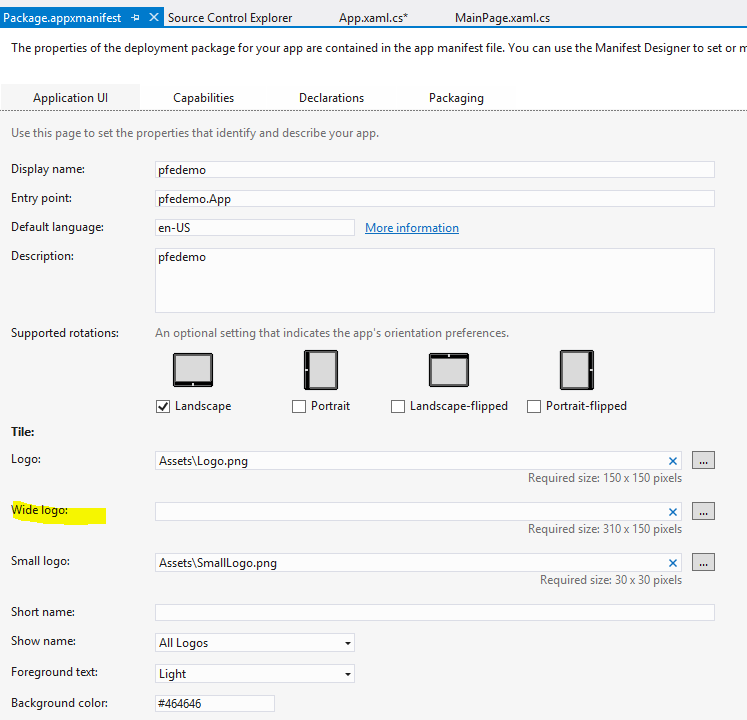 Package.appxmanifest Source Control Explorer App.xaml.cs* MainPage.xaml.cs
The properties of the deployment package for your app are contained in the app manifest file. You can use the Manifest Designer to set or m
Application UI Capabilities Declarations Packaging
Use this page to set the properties that identify and describe your app.
Display name: pfedemo
Entry point: pfedemo.App
Default language: en-US More information
Description: pfedemo
Supported rotations: An optional setting that indicates the app's orientation preferences.
Landscape Portrait Landscape-flipped Portrait-flipped
Tile:
Logo: Assets\Logo.png ...
Required size: 150 x 150 pixels
Wide logo: ...
Required size: 310 x 150 pixels
Small logo: Assets\SmallLogo.png ...
Required size: 30 x 30 pixels
Short name:
Show name: All Logos
Foreground text: Light
Background color: #464646